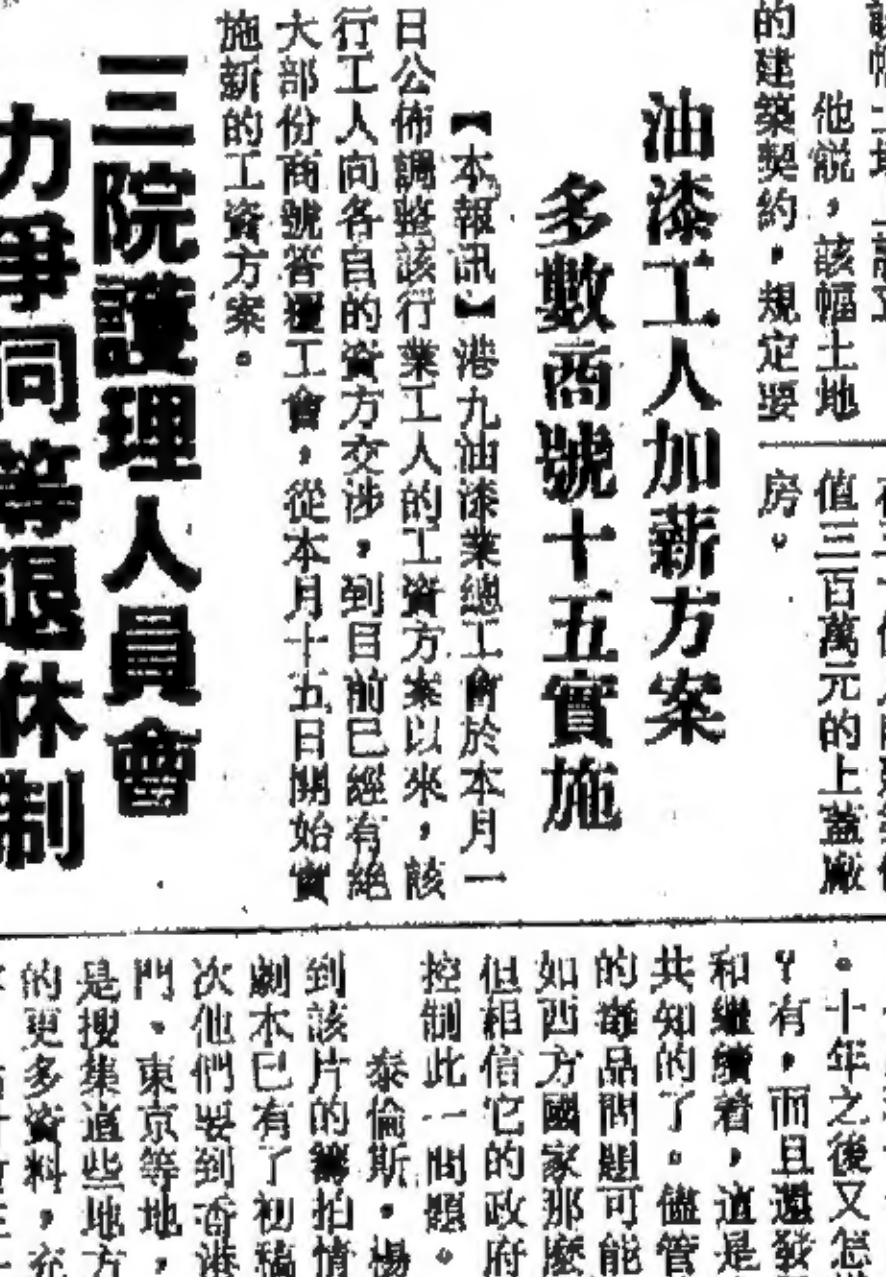 他說，該幅土地
的建築契約，規定要
值三百萬元的上蓋廠
房。
油漆工人加薪方案
多數商號十五實施
【本報訊】港九油漆業總工會於本月一
日公佈調整該行業工人的工資方案以來，該
行工人向各自的資方交涉，到目前已經有絕
大部份商號答覆工會，從本月十五日開始實
施新的工資方案。
三院護理人員會
力爭同等退休制
。十年之後又怎
？有，而且還發
和繼續着，這是
共知的了。儘管
的毒品問題可能
如西方國家那麼
但相信它的政府
控制此一問題。
泰倫斯．楊
到該片的籌拍情
劇本已有了初稿
次他們要到香港
門。東京等地，
是搜集這些地方
的更多資料，充